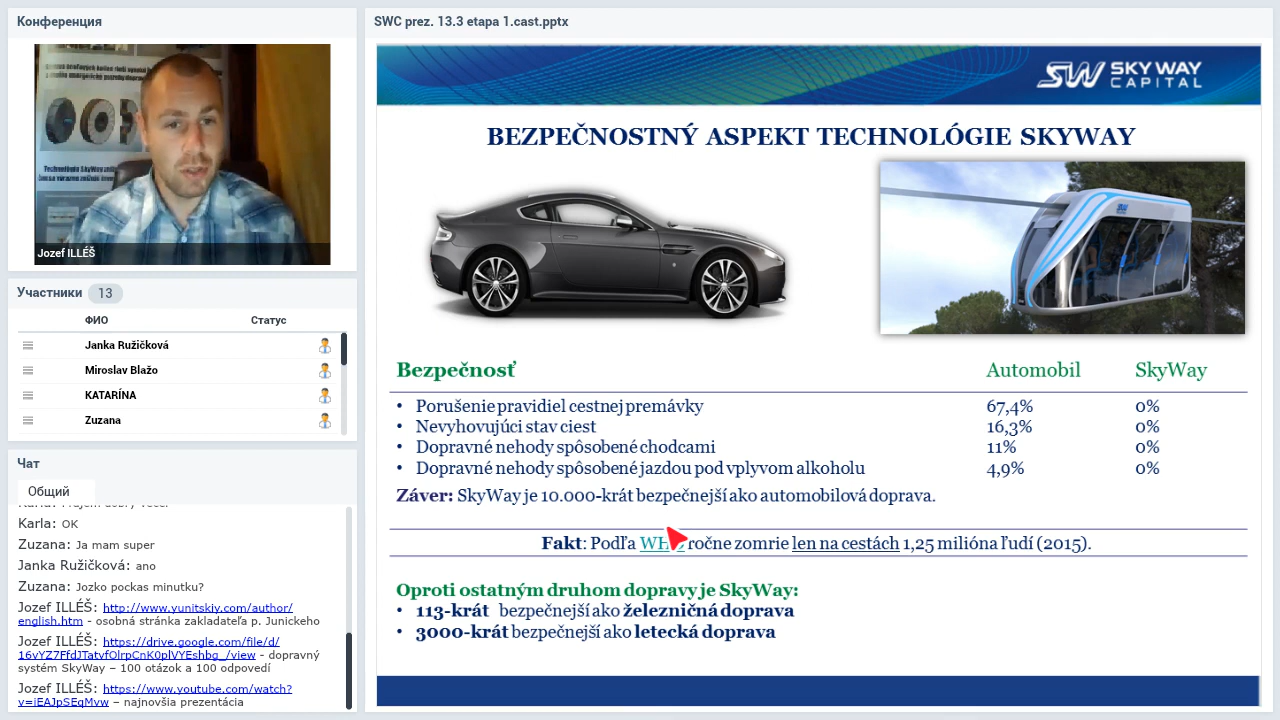 Конференция
Jozef ILLÉŠ
Участники 13
ФИО Статус
Janka Ružičková
Miroslav Blažo
KATARÍNA
Zuzana
Чат
Общий
Karla: OK
Zuzana: Ja mam super
Janka Ružičková: ano
Zuzana: Jozko pockas minutku?
Jozef ILLÉŠ: http://www.yunitskiy.com/author/
english.htm - osobná stránka zakladateľa p. Junickeho
Jozef ILLÉŠ: https://drive.google.com/file/d/
- dopravný
systém SkyWay – 100 otázok a 100 odpovedí
Jozef ILLÉŠ: https://www.youtube.com/watch?
v=iEAJpSEqMvw – najnovšia prezentácia
SWC prez. 13.3 etapa 1.cast.pptx
SW SKY WAY
CAPITAL
BEZPEČNOSTNÝ ASPEKT TECHNOLÓGIE SKYWAY
Bezpečnosť Automobil SkyWay
• Porušenie pravidiel cestnej premávky 67,4% 0%
• Nevyhovujúci stav ciest 16,3% 0%
• Dopravné nehody spôsobené chodcami 11% 0%
• Dopravné nehody spôsobené jazdou pod vplyvom alkoholu 4,9% 0%
Záver: SkyWay je 10.000-krát bezpečnejší ako automobilová doprava.
Fakt: Podľa WHO ročne zomrie len na cestách 1,25 milióna ľudí (2015).
Oproti ostatným druhom dopravy je SkyWay:
• 113-krát bezpečnejší ako železničná doprava
• 3000-krát bezpečnejší ako letecká doprava